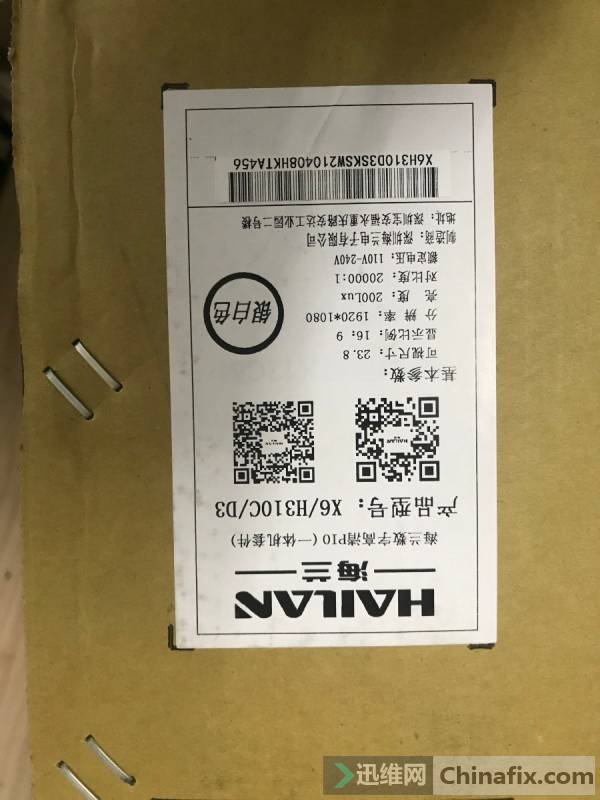 HAILAN
海兰
海兰数字高清PIO (一体机套件)
产品型号: X6/H310C/D3
HAILAN
HAILAN
基本参数:
可视尺寸: 23.8
显示比例: 16:9
分 辨 率: 1920*1080
亮 度: 200Lux
对比度: 20000:1
额定电压: 110V-240V
制造商: 深圳海兰电子有限公司
地址: 深圳宝安福永重庆路安达工业园二号楼
银白色
X6H310D3SKSW210408HKTA456
迅维网 Chinafix.com